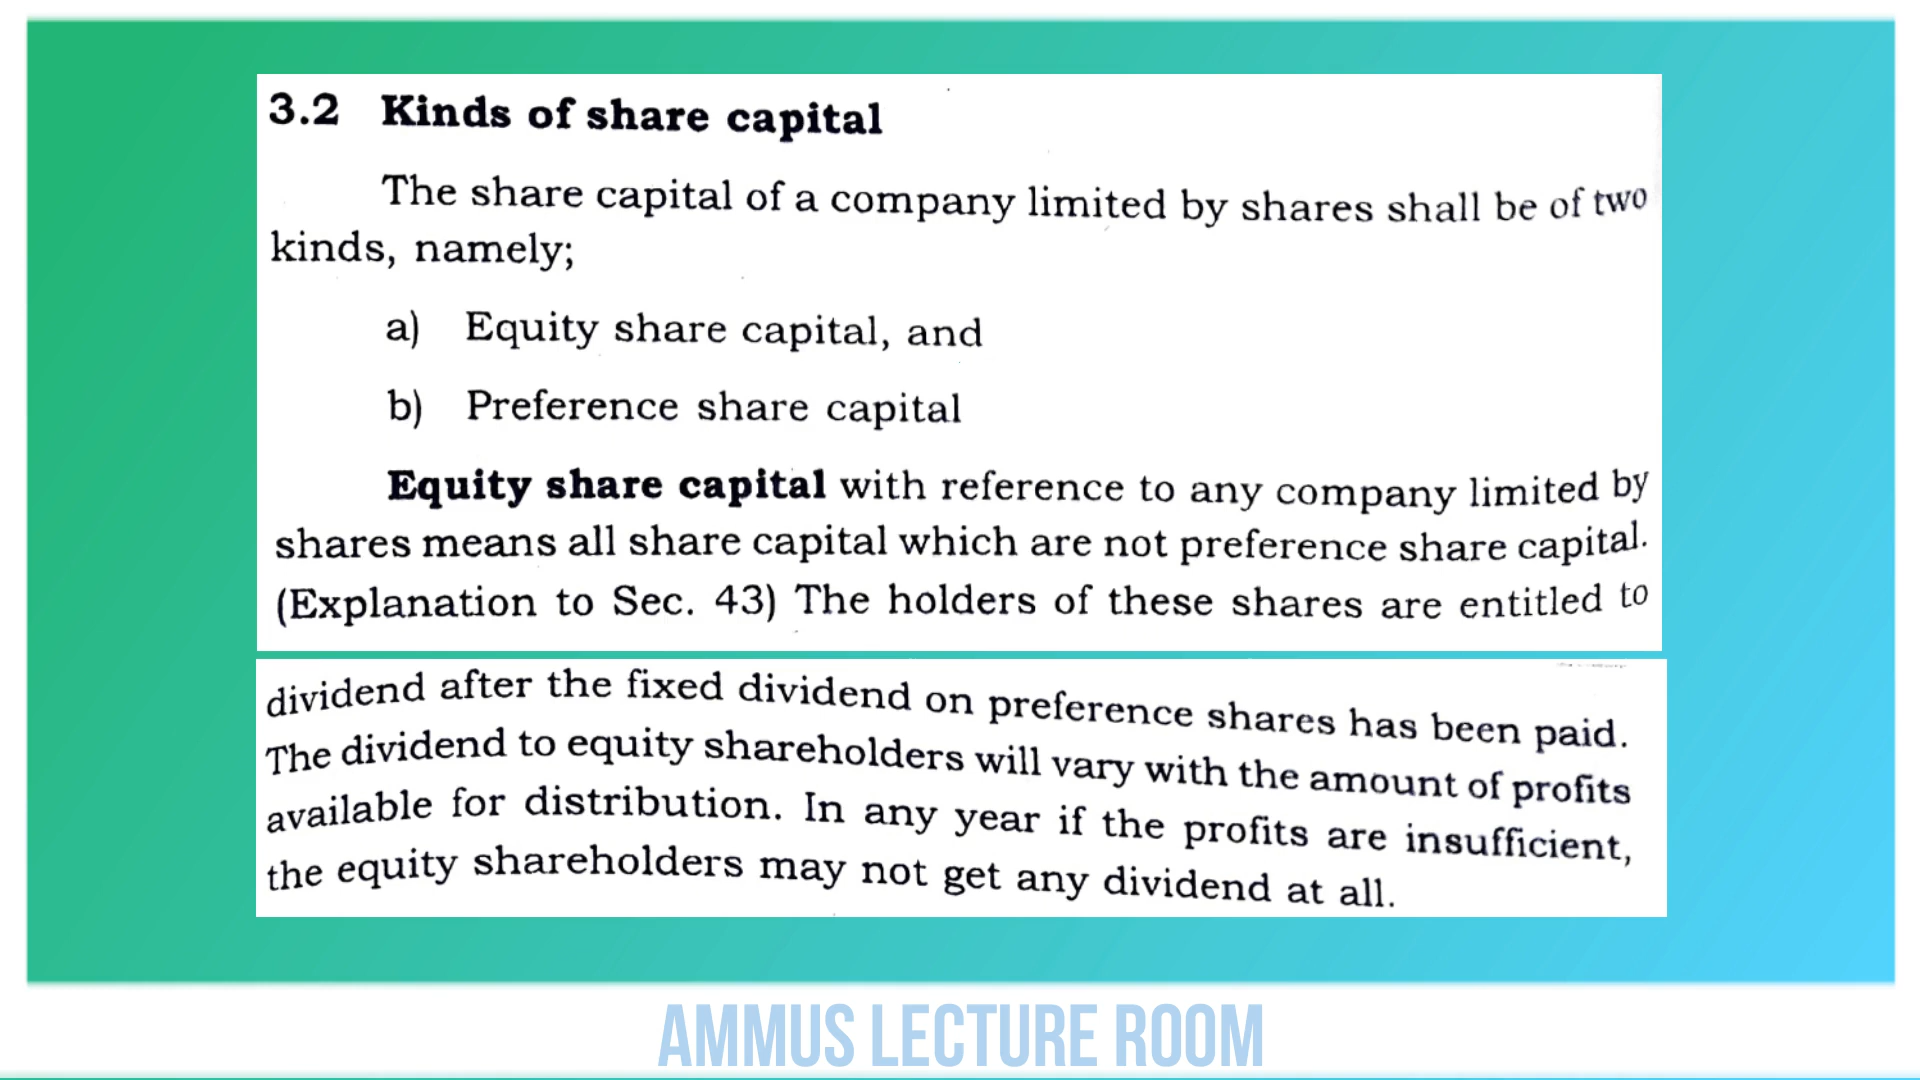 3.2 Kinds of share capital
The share capital of a company limited by shares shall be of two
kinds, namely;
a) Equity share capital, and
b) Preference share capital
Equity share capital with reference to any company limited by
shares means all share capital which are not preference share capital.
(Explanation to Sec. 43) The holders of these shares are entitled to
dividend after the fixed dividend on preference shares has been paid.
The dividend to equity shareholders will vary with the amount of profits
available for distribution. In any year if the profits are insufficient,
the equity shareholders may not get any dividend at all.
AMMUS LECTURE ROOM